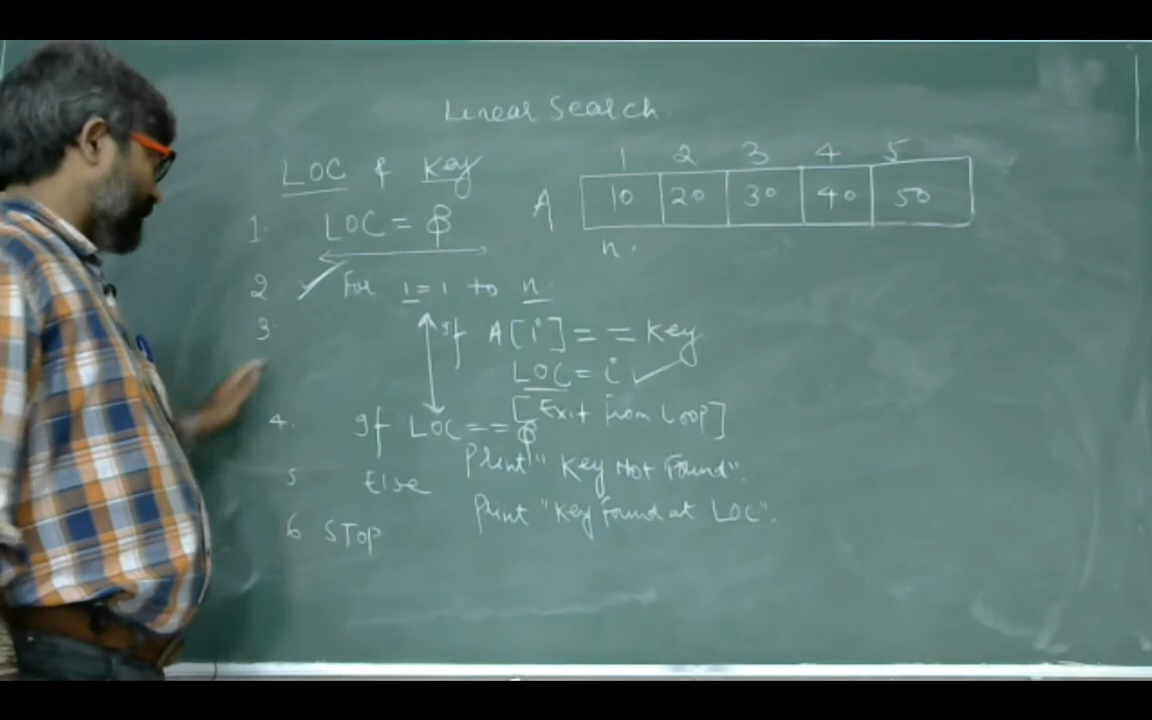 Linear Search
LOC & Key
1 2 3 4 5
A 10 20 30 40 50
n.
1. LOC = φ
2 For i=1 to n
3. If A[i] == Key
LOC = i
[Exit from Loop]
4. If LOC == φ
Print "Key Not Found".
5 Else
Print "Key Found at LOC".
6 STOP